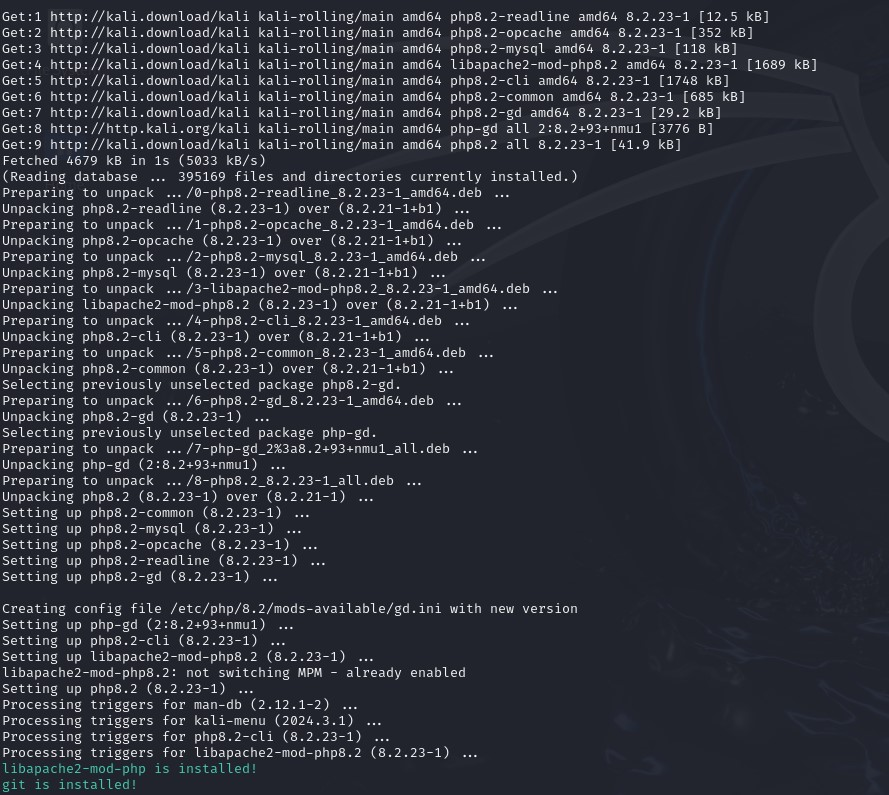 Get:1 http://kali.download/kali kali-rolling/main amd64 php8.2-readline amd64 8.2.23-1 [12.5 kB]
Get:2 http://kali.download/kali kali-rolling/main amd64 php8.2-opcache amd64 8.2.23-1 [352 kB]
Get:3 http://kali.download/kali kali-rolling/main amd64 php8.2-mysql amd64 8.2.23-1 [118 kB]
Get:4 http://kali.download/kali kali-rolling/main amd64 libapache2-mod-php8.2 amd64 8.2.23-1 [1689 kB]
Get:5 http://kali.download/kali kali-rolling/main amd64 php8.2-cli amd64 8.2.23-1 [1748 kB]
Get:6 http://kali.download/kali kali-rolling/main amd64 php8.2-common amd64 8.2.23-1 [685 kB]
Get:7 http://kali.download/kali kali-rolling/main amd64 php8.2-gd amd64 8.2.23-1 [29.2 kB]
Get:8 http://http.kali.org/kali kali-rolling/main amd64 php-gd all 2:8.2+93+nmu1 [3776 B]
Get:9 http://kali.download/kali kali-rolling/main amd64 php8.2 all 8.2.23-1 [41.9 kB]
Fetched 4679 kB in 1s (5033 kB/s)
(Reading database ... 395169 files and directories currently installed.)
Preparing to unpack .../0-php8.2-readline_8.2.23-1_amd64.deb ...
Unpacking php8.2-readline (8.2.23-1) over (8.2.21-1+b1) ...
Preparing to unpack .../1-php8.2-opcache_8.2.23-1_amd64.deb ...
Unpacking php8.2-opcache (8.2.23-1) over (8.2.21-1+b1) ...
Preparing to unpack .../2-php8.2-mysql_8.2.23-1_amd64.deb ...
Unpacking php8.2-mysql (8.2.23-1) over (8.2.21-1+b1) ...
Preparing to unpack .../3-libapache2-mod-php8.2_8.2.23-1_amd64.deb ...
Unpacking libapache2-mod-php8.2 (8.2.23-1) over (8.2.21-1+b1) ...
Preparing to unpack .../4-php8.2-cli_8.2.23-1_amd64.deb ...
Unpacking php8.2-cli (8.2.23-1) over (8.2.21-1+b1) ...
Preparing to unpack .../5-php8.2-common_8.2.23-1_amd64.deb ...
Unpacking php8.2-common (8.2.23-1) over (8.2.21-1+b1) ...
Selecting previously unselected package php8.2-gd.
Preparing to unpack .../6-php8.2-gd_8.2.23-1_amd64.deb ...
Unpacking php8.2-gd (8.2.23-1) ...
Selecting previously unselected package php-gd.
Preparing to unpack .../7-php-gd_2%3a8.2+93+nmu1_all.deb ...
Unpacking php-gd (2:8.2+93+nmu1) ...
Preparing to unpack .../8-php8.2_8.2.23-1_all.deb ...
Unpacking php8.2 (8.2.23-1) over (8.2.21-1) ...
Setting up php8.2-common (8.2.23-1) ...
Setting up php8.2-mysql (8.2.23-1) ...
Setting up php8.2-opcache (8.2.23-1) ...
Setting up php8.2-readline (8.2.23-1) ...
Setting up php8.2-gd (8.2.23-1) ...
Creating config file /etc/php/8.2/mods-available/gd.ini with new version
Setting up php-gd (2:8.2+93+nmu1) ...
Setting up php8.2-cli (8.2.23-1) ...
Setting up libapache2-mod-php8.2 (8.2.23-1) ...
libapache2-mod-php8.2: not switching MPM - already enabled
Setting up php8.2 (8.2.23-1) ...
Processing triggers for man-db (2.12.1-2) ...
Processing triggers for kali-menu (2024.3.1) ...
Processing triggers for php8.2-cli (8.2.23-1) ...
Processing triggers for libapache2-mod-php8.2 (8.2.23-1) ...
libapache2-mod-php is installed!
git is installed!